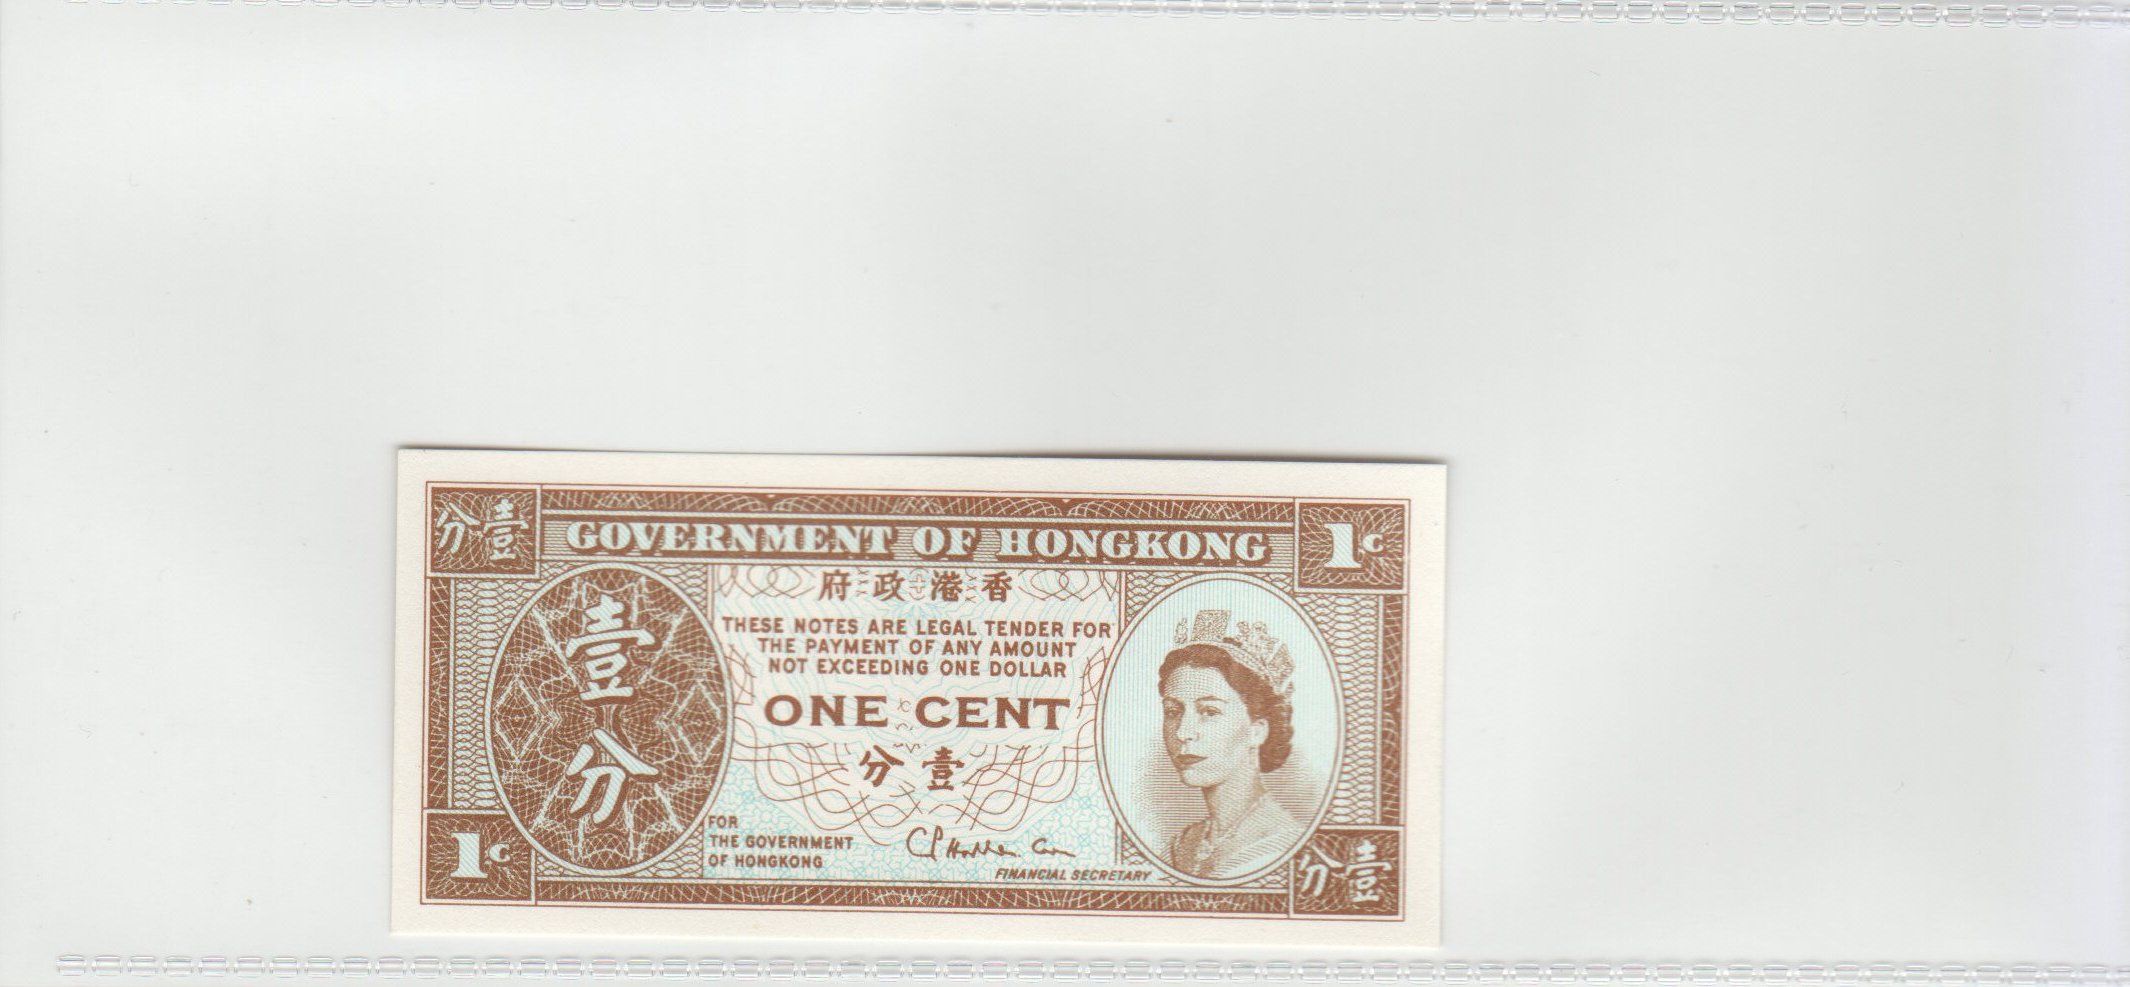 分壹
GOVERNMENT OF HONGKONG
1C
府政港香
THESE NOTES ARE LEGAL TENDER FOR
THE PAYMENT OF ANY AMOUNT
NOT EXCEEDING ONE DOLLAR
壹
分
ONE CENT
分壹
FOR
THE GOVERNMENT
OF HONGKONG
FINANCIAL SECRETARY
1C
分壹